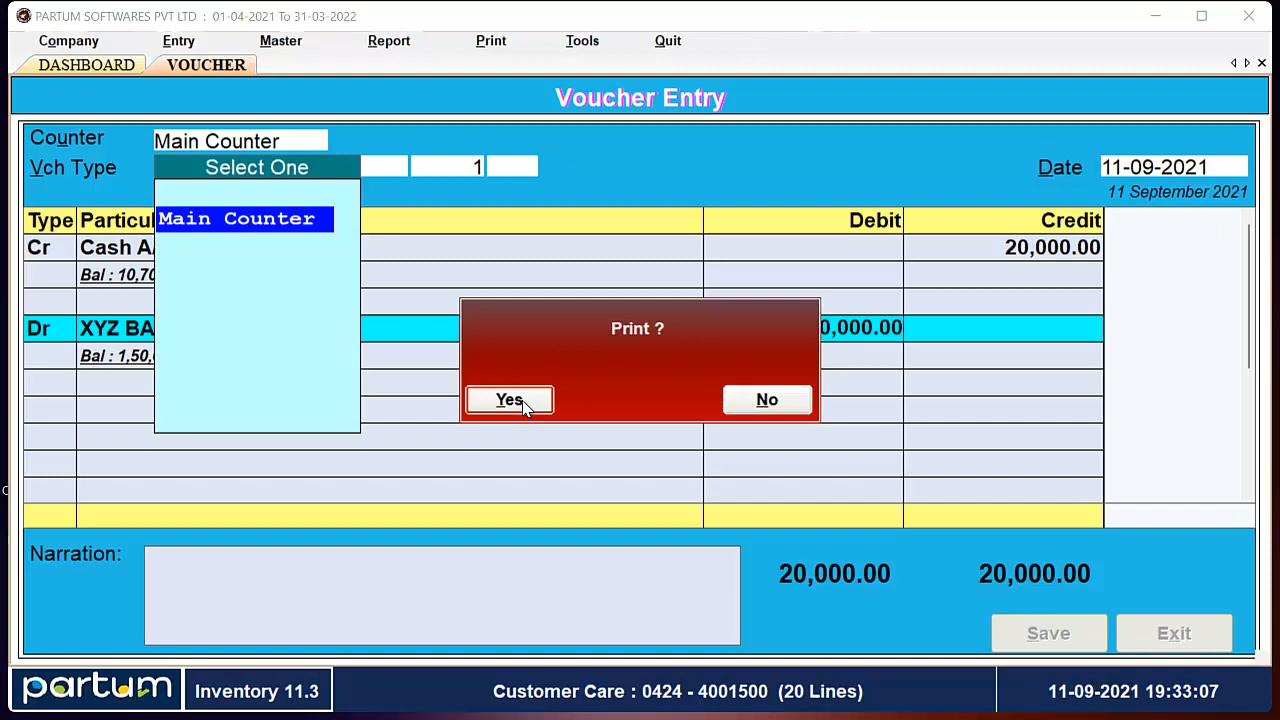 PARTUM SOFTWARES PVT LTD : 01-04-2021 To 31-03-2022
Company Entry Master Report Print Tools Quit
DASHBOARD VOUCHER
Voucher Entry
Counter Main Counter
Vch Type Select One 1 Date 11-09-2021
11 September 2021
Type Debit Credit
Main Counter
Cr Cash 20,000.00
Bal : 10,70
Print ?
Dr XYZ 0,000.00
Bal : 1,50,
Yes No
Narration: 20,000.00 20,000.00
Save Exit
partum Inventory 11.3 Customer Care : 0424 - 4001500 (20 Lines) 11-09-2021 19:33:07